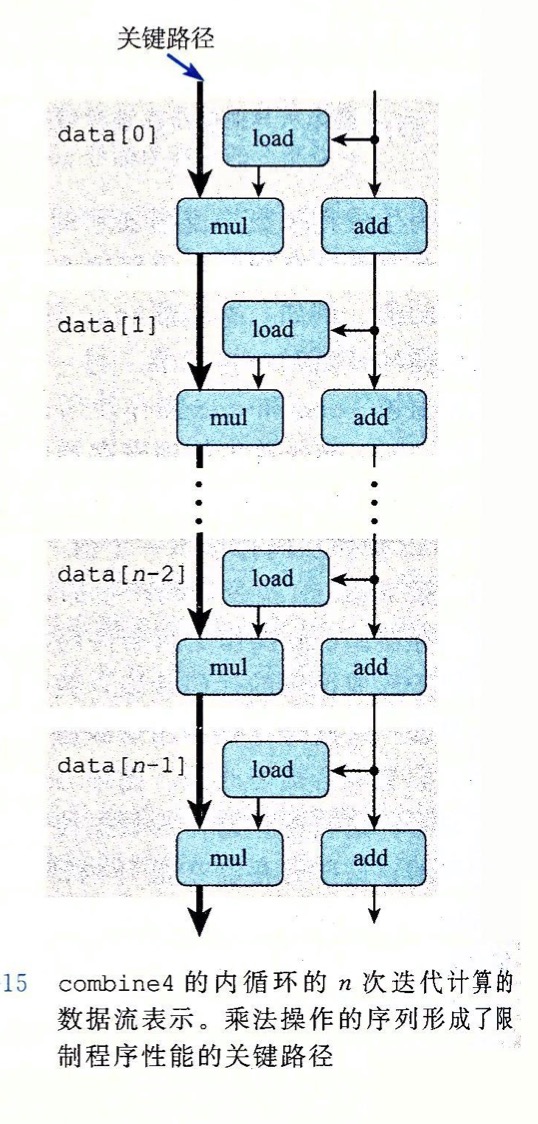 关键路径
data[0]
load
mul
add
data[1]
load
mul
add
data[n-2]
load
mul
add
data[n-1]
load
mul
add
15 combine4 的内循环的 n 次迭代计算的
数据流表示。乘法操作的序列形成了限
制程序性能的关键路径